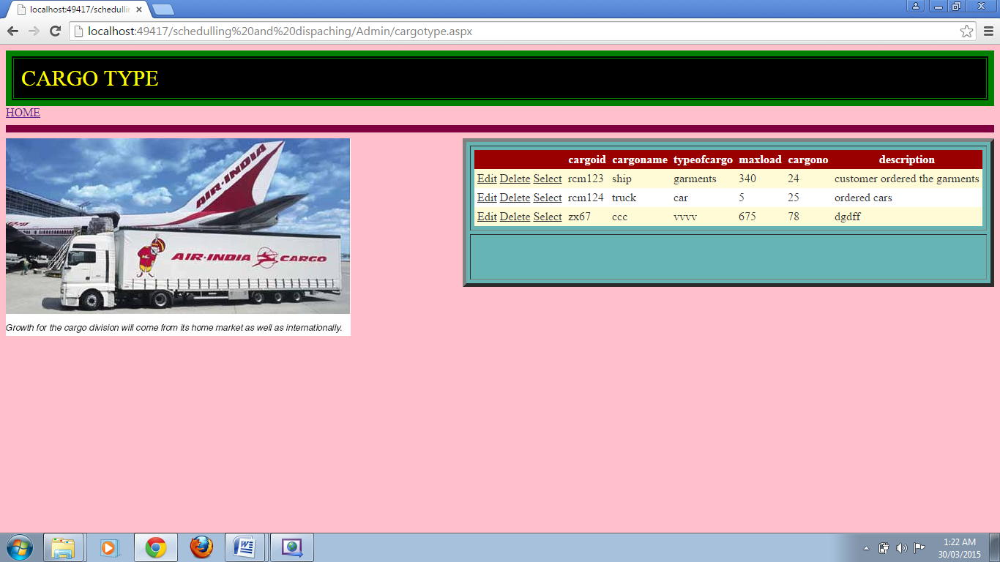 localhost:49417/schedullin
localhost:49417/schedulling%20and%20dispaching/Admin/cargotype.aspx
CARGO TYPE
HOME
AIR-INDIA
AIR-INDIA CARGO
Growth for the cargo division will come from its home market as well as internationally.
cargoid cargoname typeofcargo maxload cargono description
Edit Delete Select rcm123 ship garments 340 24 customer ordered the garments
Edit Delete Select rcm124 truck car 5 25 ordered cars
Edit Delete Select zx67 ccc vvvv 675 78 dgdff
1:22 AM
30/03/2015